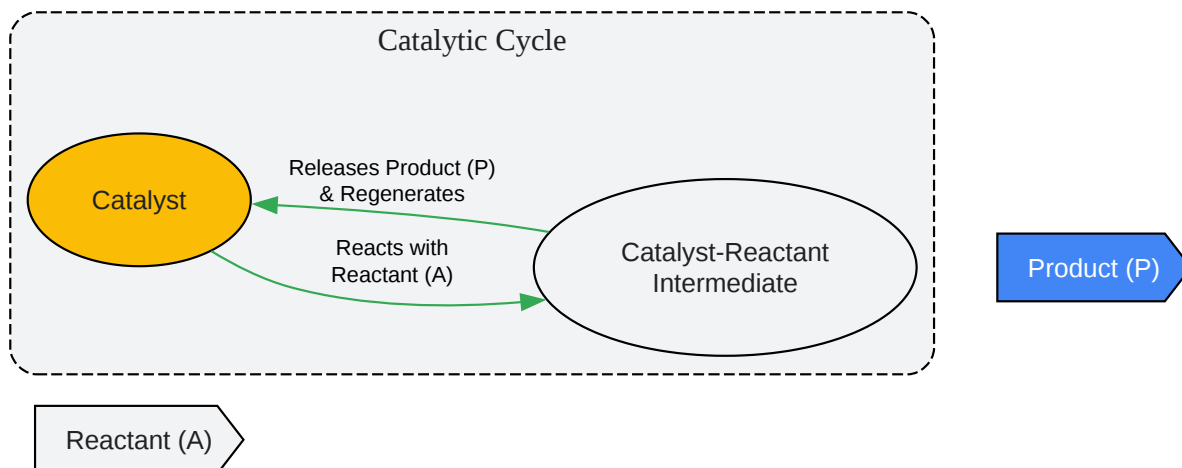 Catalytic Cycle
Catalyst
Releases Product (P)
& Regenerates
Reacts with
Reactant (A)
Catalyst-Reactant
Intermediate
Product (P)
Reactant (A)